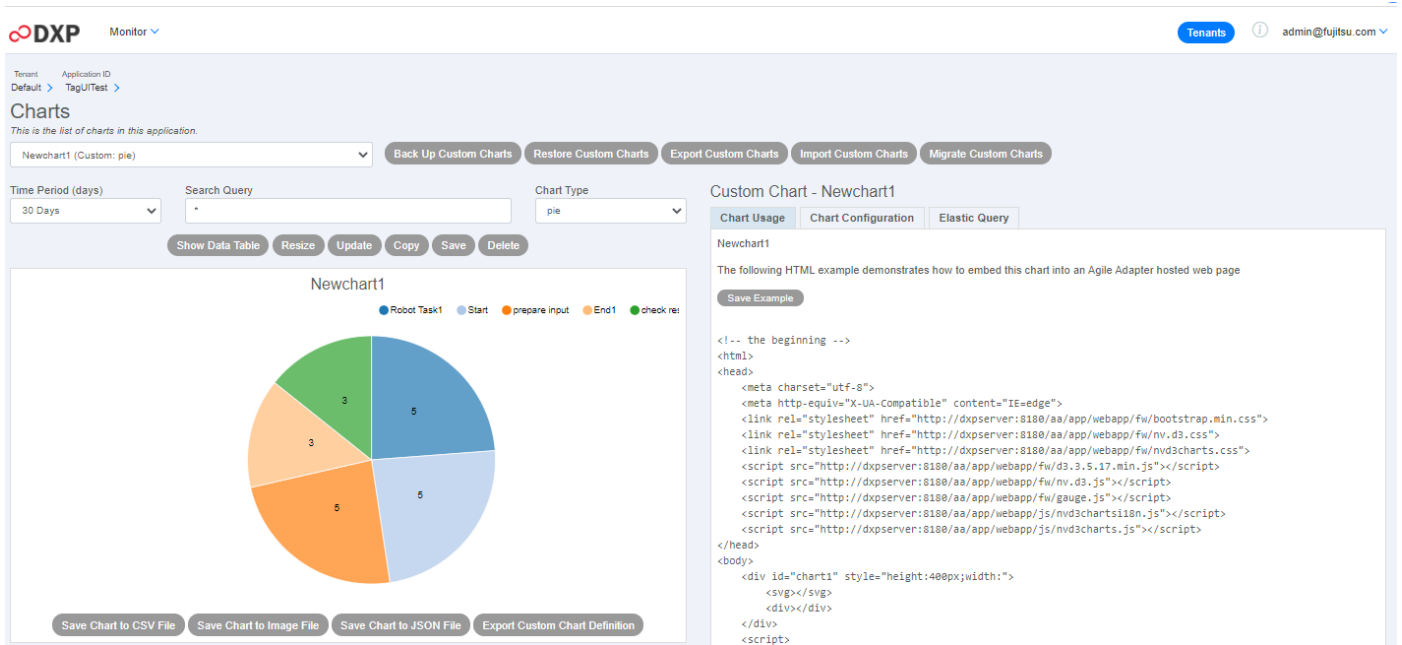 DXP
Monitor
Tenants
admin@fujitsu.com
Tenant Application ID
Default TagUITest
Charts
This is the list of charts in this application.
Newchart1 (Custom: pie)
Back Up Custom Charts
Restore Custom Charts
Export Custom Charts
Import Custom Charts
Migrate Custom Charts
Time Period (days)
Search Query
Chart Type
30 Days
*
pie
Show Data Table
Resize
Update
Copy
Save
Delete
Newchart1
Robot Task1 Start prepare input End1 check res
3
5
3
5
5
Save Chart to CSV File
Save Chart to Image File
Save Chart to JSON File
Export Custom Chart Definition
Custom Chart - Newchart1
Chart Usage
Chart Configuration
Elastic Query
Newchart1
The following HTML example demonstrates how to embed this chart into an Agile Adapter hosted web page
Save Example
<!-- the beginning -->
<html>
<head>
<meta charset="utf-8">
<meta http-equiv="X-UA-Compatible" content="IE=edge">
<link rel="stylesheet" href="http://dxpserver:8180/aa/app/webapp/fw/bootstrap.min.css">
<link rel="stylesheet" href="http://dxpserver:8180/aa/app/webapp/fw/nv.d3.css">
<link rel="stylesheet" href="http://dxpserver:8180/aa/app/webapp/fw/nvd3charts.css">
<script src="http://dxpserver:8180/aa/app/webapp/fw/d3.3.5.17.min.js"></script>
<script src="http://dxpserver:8180/aa/app/webapp/fw/nv.d3.js"></script>
<script src="http://dxpserver:8180/aa/app/webapp/fw/gauge.js"></script>
<script src="http://dxpserver:8180/aa/app/webapp/js/nvd3chartsi18n.js"></script>
<script src="http://dxpserver:8180/aa/app/webapp/js/nvd3charts.js"></script>
</head>
<body>
<div id="chart1" style="height:400px;width:">
<svg></svg>
<div></div>
</div>
<script>